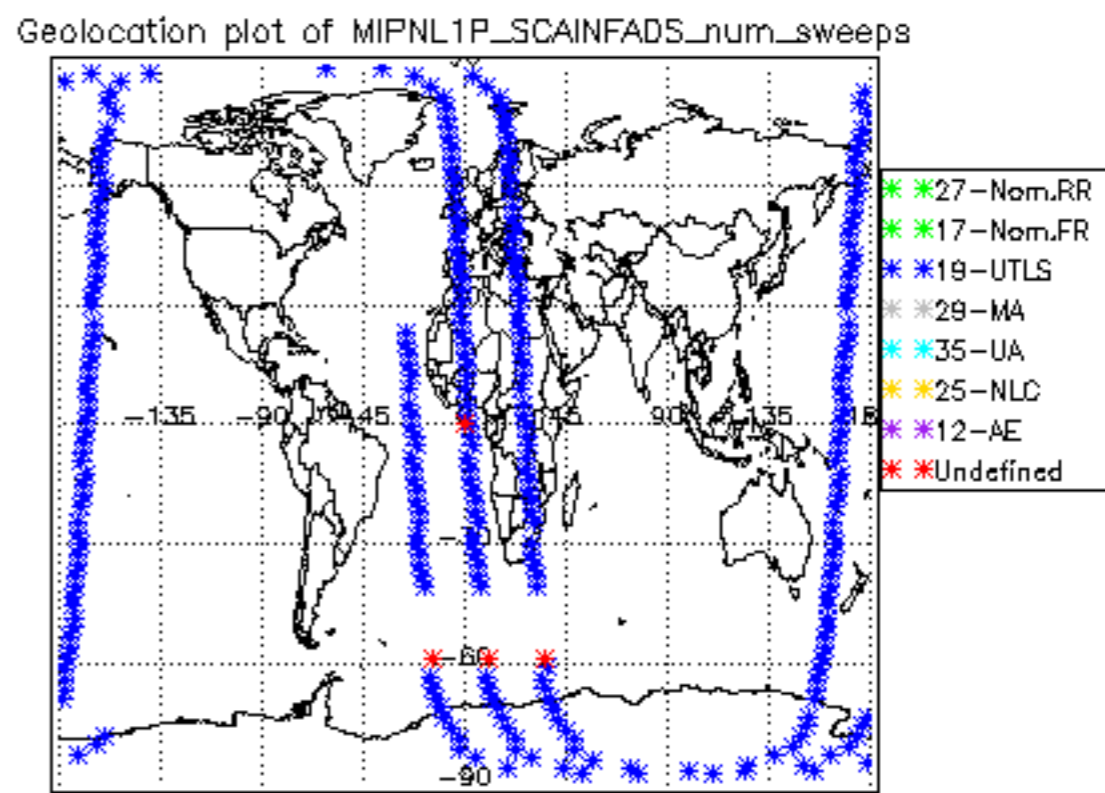 Geolocation plot of MIPNL1P_SCAINFADS_num_sweeps
27-Nom.RR
17-Nom.FR
19-UTLS
29-MA
35-UA
25-NLC
12-AE
Undefined
-135 -90 45 90 135
-60
-90